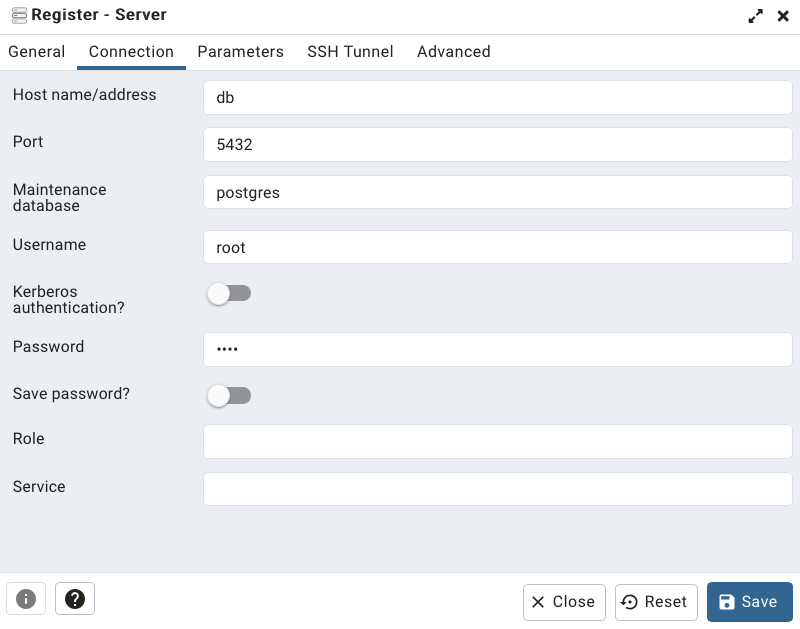 Register - Server
General Connection Parameters SSH Tunnel Advanced
Host name/address db
Port 5432
Maintenance
database postgres
Username root
Kerberos
authentication?
Password ••••
Save password?
Role
Service
Close Reset Save